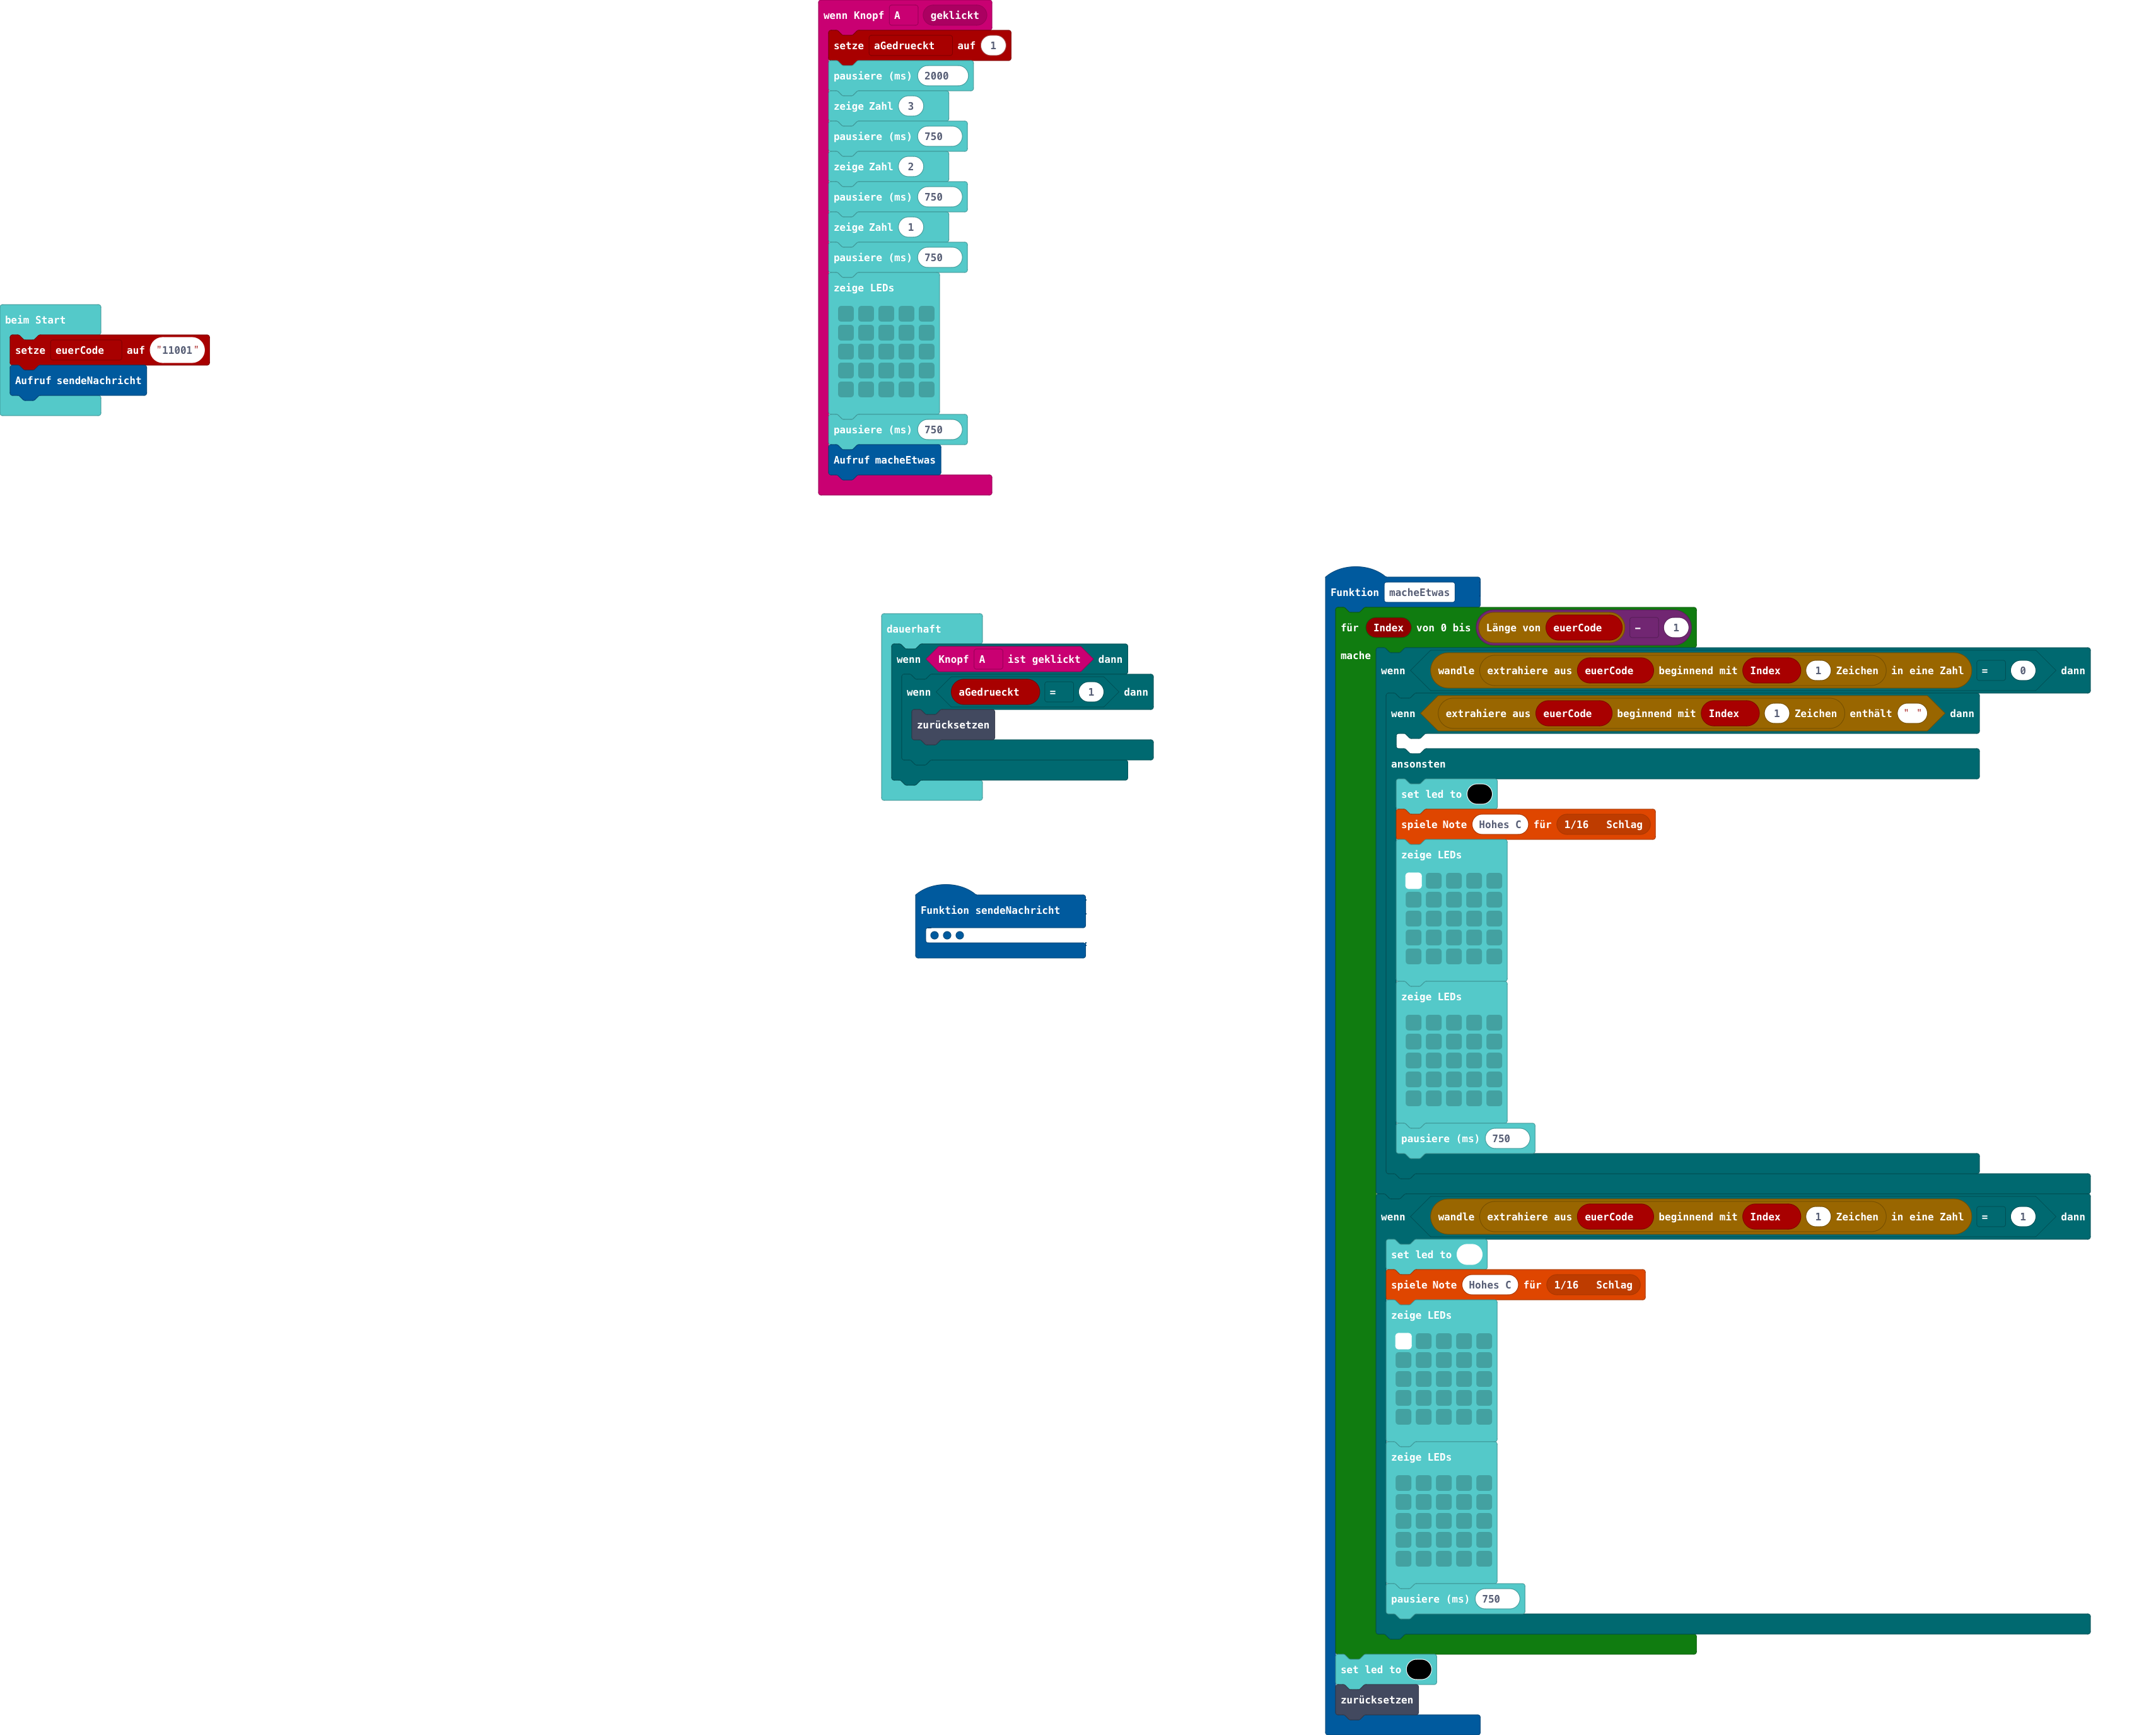 wenn Knopf A geklickt
setze aGedrueckt auf 1
pausiere (ms) 2000
zeige Zahl 3
pausiere (ms) 750
zeige Zahl 2
pausiere (ms) 750
zeige Zahl 1
pausiere (ms) 750
zeige LEDs
pausiere (ms) 750
Aufruf macheEtwas
beim Start
setze euerCode auf "11001"
Aufruf sendeNachricht
dauerhaft
wenn Knopf A ist geklickt dann
wenn aGedrueckt = 1 dann
zurücksetzen
Funktion sendeNachricht
Funktion macheEtwas
für Index von 0 bis Länge von euerCode - 1
mache wenn wandle extrahiere aus euerCode beginnend mit Index 1 Zeichen in eine Zahl = 0 dann
wenn extrahiere aus euerCode beginnend mit Index 1 Zeichen enthält " " dann
ansonsten
set led to
spiele Note Hohes C für 1/16 Schlag
zeige LEDs
zeige LEDs
pausiere (ms) 750
wenn wandle extrahiere aus euerCode beginnend mit Index 1 Zeichen in eine Zahl = 1 dann
set led to
spiele Note Hohes C für 1/16 Schlag
zeige LEDs
zeige LEDs
pausiere (ms) 750
set led to
zurücksetzen